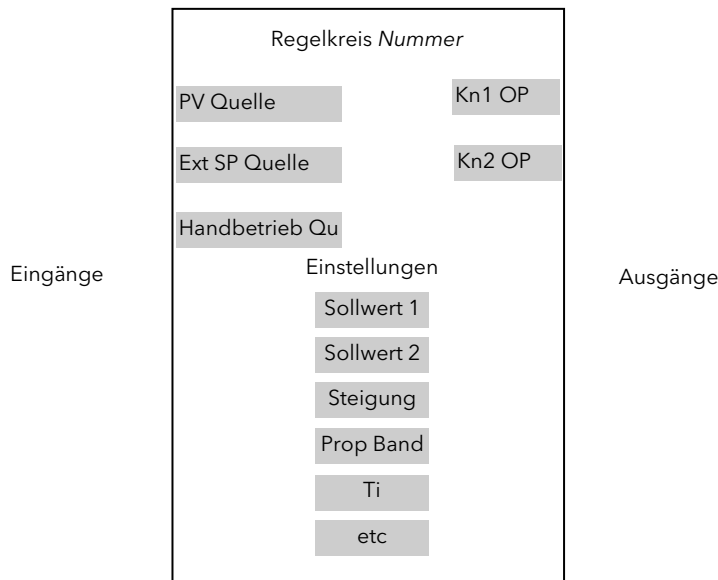 Regelkreis Nummer
PV Quelle
Kn1 OP
Ext SP Quelle
Kn2 OP
Handbetrieb Qu
Eingänge
Einstellungen
Ausgänge
Sollwert 1
Sollwert 2
Steigung
Prop Band
Ti
etc